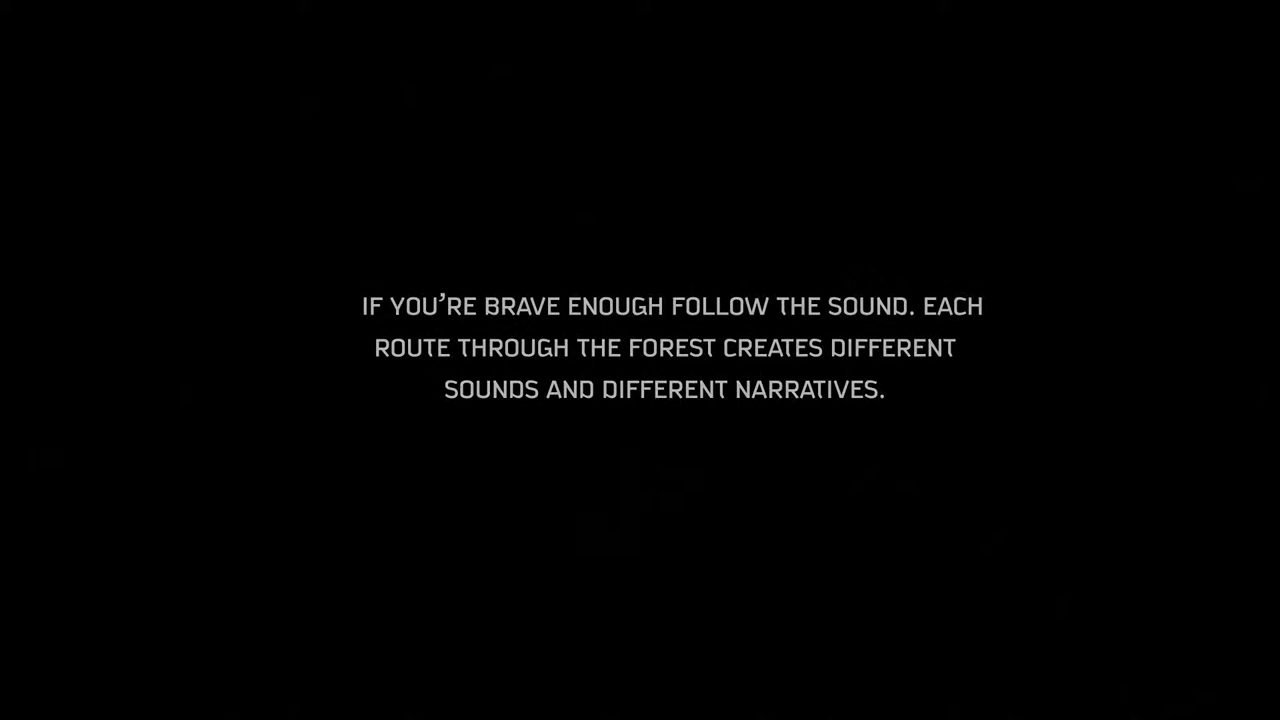 IF YOU’RE BRAVE ENOUGH FOLLOW THE SOUND. EACH
ROUTE THROUGH THE FOREST CREATES DIFFERENT
SOUNDS AND DIFFERENT NARRATIVES.